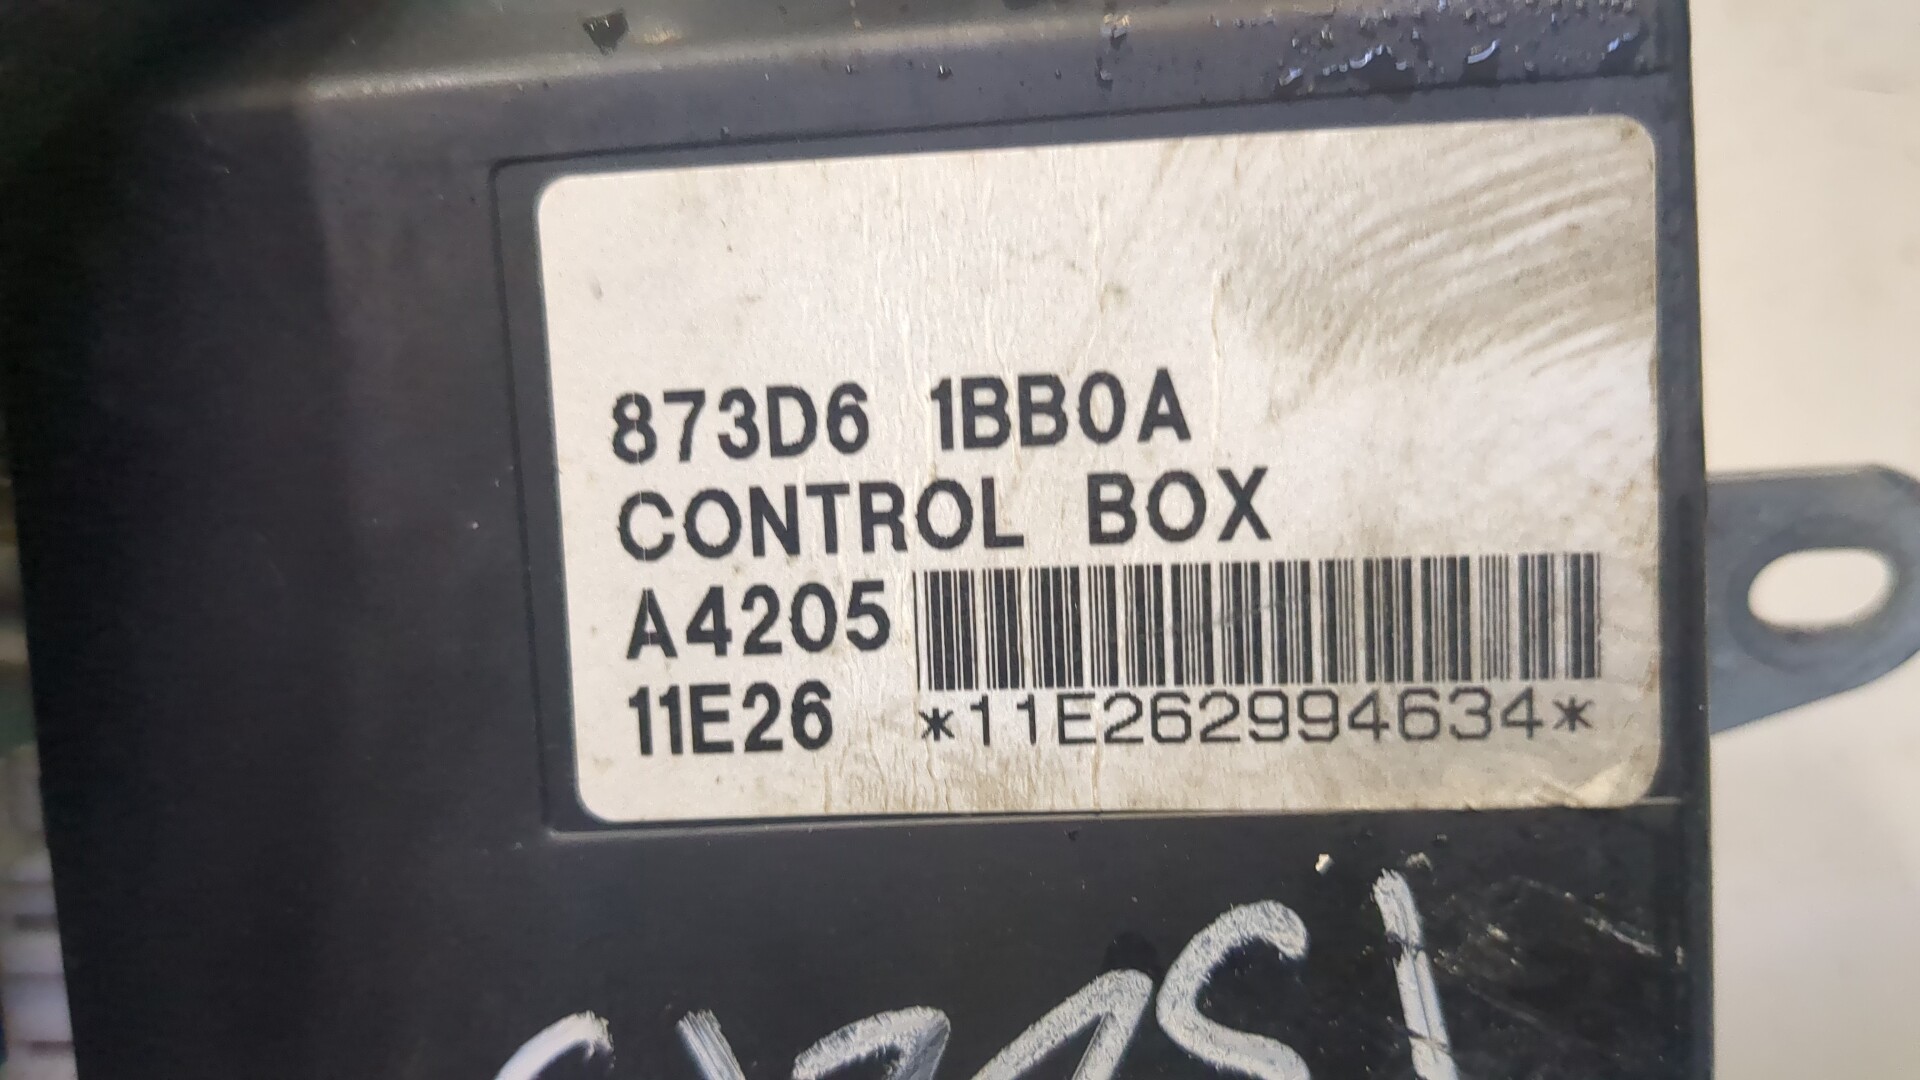 873D6 1BB0A
CONTROL BOX
A4205
11E26 *11E262994634*